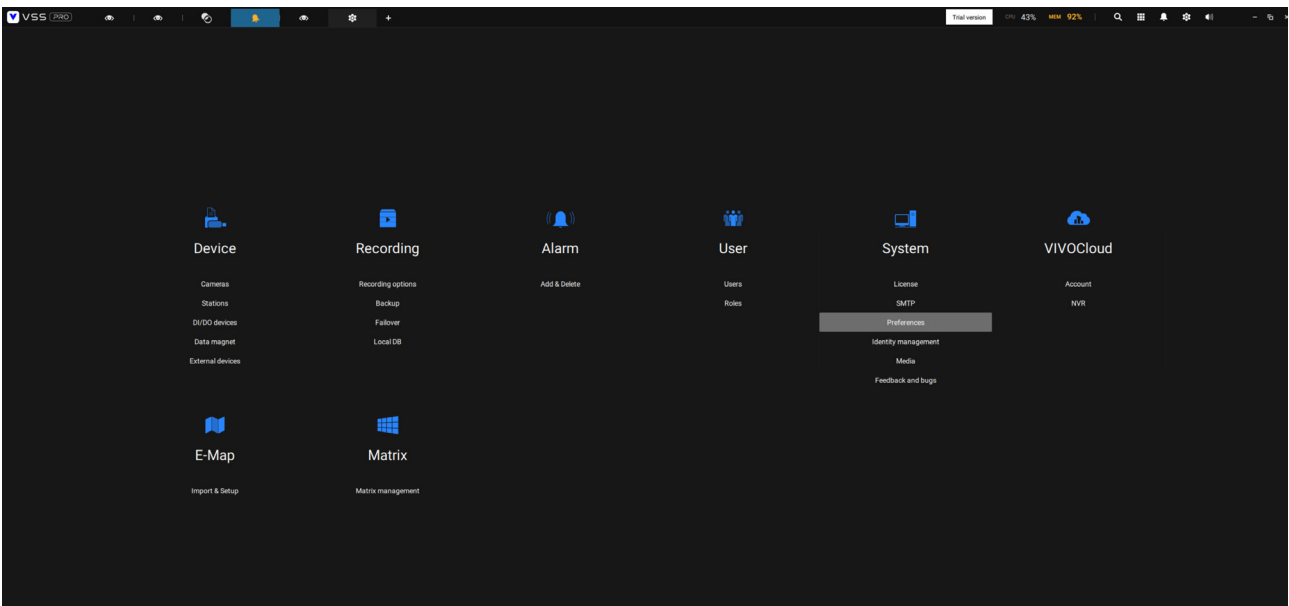 VSS PRO
Trial version CPU 43% MEM 92%
Device Recording Alarm User System VIVOCloud
Cameras Recording options Add & Delete Users License Account
Stations Backup Roles SMTP NVR
DI/DO devices Failover Preferences
Data magnet Local DB Identity management
External devices Media
Feedback and bugs
E-Map Matrix
Import & Setup Matrix management